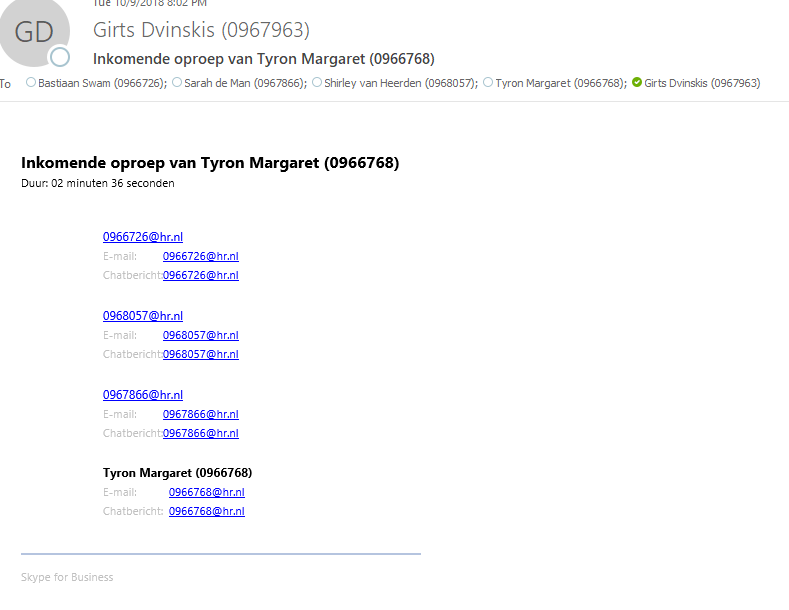 Tue 10/9/2018 8:02 PM
GD
Girts Dvinskis (0967963)
Inkomende oproep van Tyron Margaret (0966768)
To Bastiaan Swam (0966726); Sarah de Man (0967866); Shirley van Heerden (0968057); Tyron Margaret (0966768); Girts Dvinskis (0967963)
Inkomende oproep van Tyron Margaret (0966768)
Duur: 02 minuten 36 seconden
0966726@hr.nl
E-mail: 0966726@hr.nl
Chatbericht: 0966726@hr.nl
0968057@hr.nl
E-mail: 0968057@hr.nl
Chatbericht: 0968057@hr.nl
0967866@hr.nl
E-mail: 0967866@hr.nl
Chatbericht: 0967866@hr.nl
Tyron Margaret (0966768)
E-mail: 0966768@hr.nl
Chatbericht: 0966768@hr.nl
Skype for Business